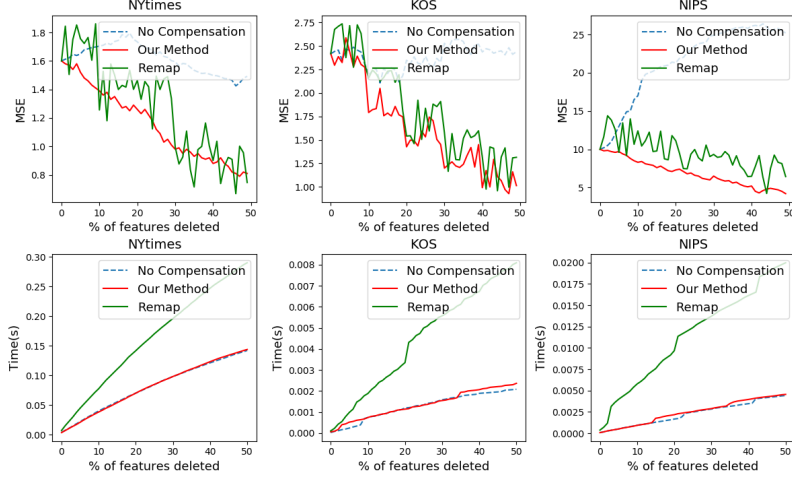 NYtimes
KOS
NIPS
1.8
1.6
1.4
1.2
1.0
0.8
MSE
0 10 20 30 40 50
% of features deleted
No Compensation
Our Method
Remap
2.75
2.50
2.25
2.00
1.75
1.50
1.25
1.00
MSE
0 10 20 30 40 50
% of features deleted
No Compensation
Our Method
Remap
25
20
15
10
5
MSE
0 10 20 30 40 50
% of features deleted
No Compensation
Our Method
Remap
NYtimes
KOS
NIPS
0.30
0.25
0.20
0.15
0.10
0.05
0.00
Time(s)
0 10 20 30 40 50
% of features deleted
No Compensation
Our Method
Remap
0.008
0.007
0.006
0.005
0.004
0.003
0.002
0.001
0.000
Time(s)
0 10 20 30 40 50
% of features deleted
No Compensation
Our Method
Remap
0.0200
0.0175
0.0150
0.0125
0.0100
0.0075
0.0050
0.0025
0.0000
Time(s)
0 10 20 30 40 50
% of features deleted
No Compensation
Our Method
Remap